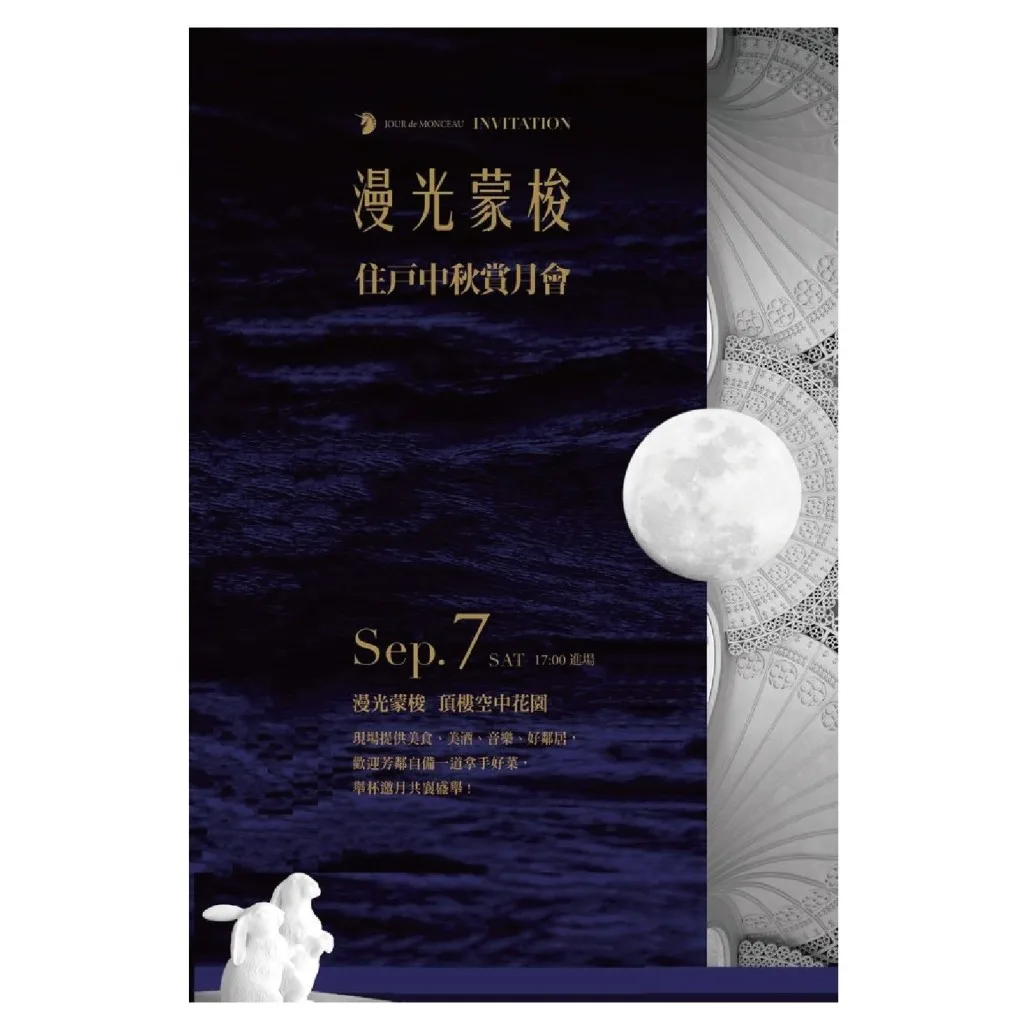 JOUR de MONCEAU INVITATION
漫光蒙梭
住戶中秋賞月會
Sep. 7 SAT 17:00 進場
漫光蒙梭 頂樓空中花園
現場提供美食、美酒、音樂、好鄰居，
歡迎芳鄰自備一道拿手好菜，
舉杯邀月共襄盛舉！